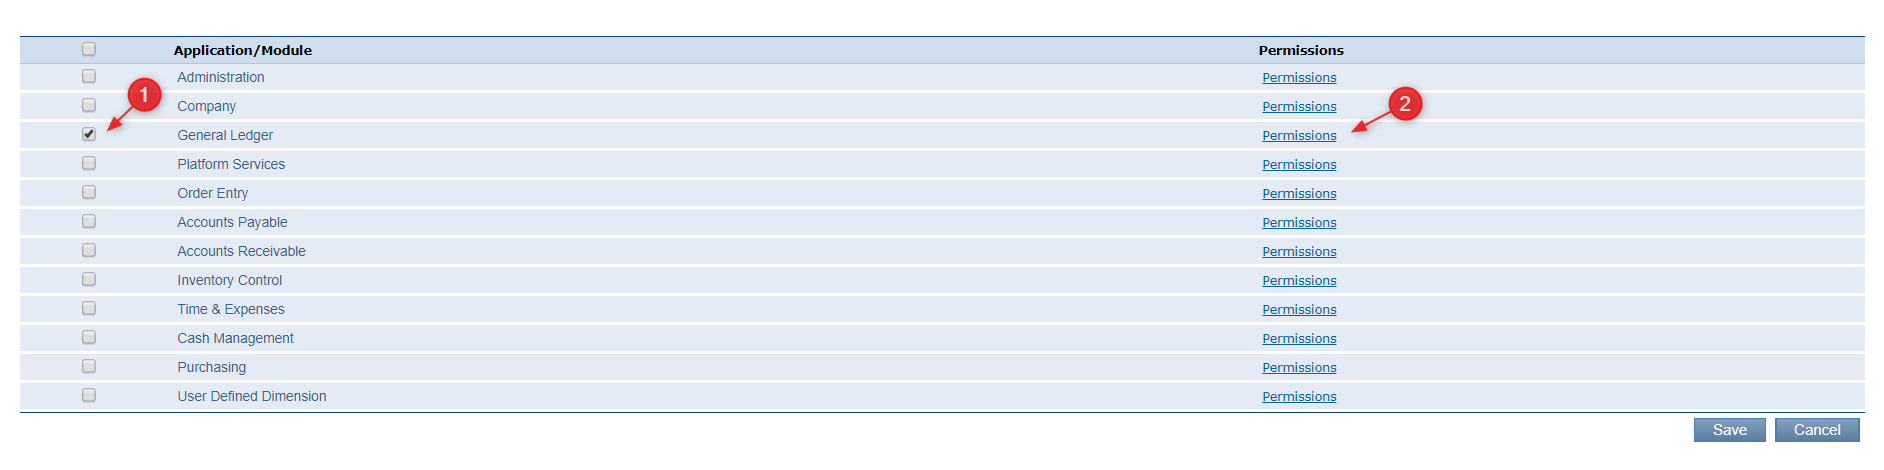 Application/Module Permissions
Administration Permissions
1
Company Permissions
2
General Ledger Permissions
Platform Services Permissions
Order Entry Permissions
Accounts Payable Permissions
Accounts Receivable Permissions
Inventory Control Permissions
Time & Expenses Permissions
Cash Management Permissions
Purchasing Permissions
User Defined Dimension Permissions
Save Cancel